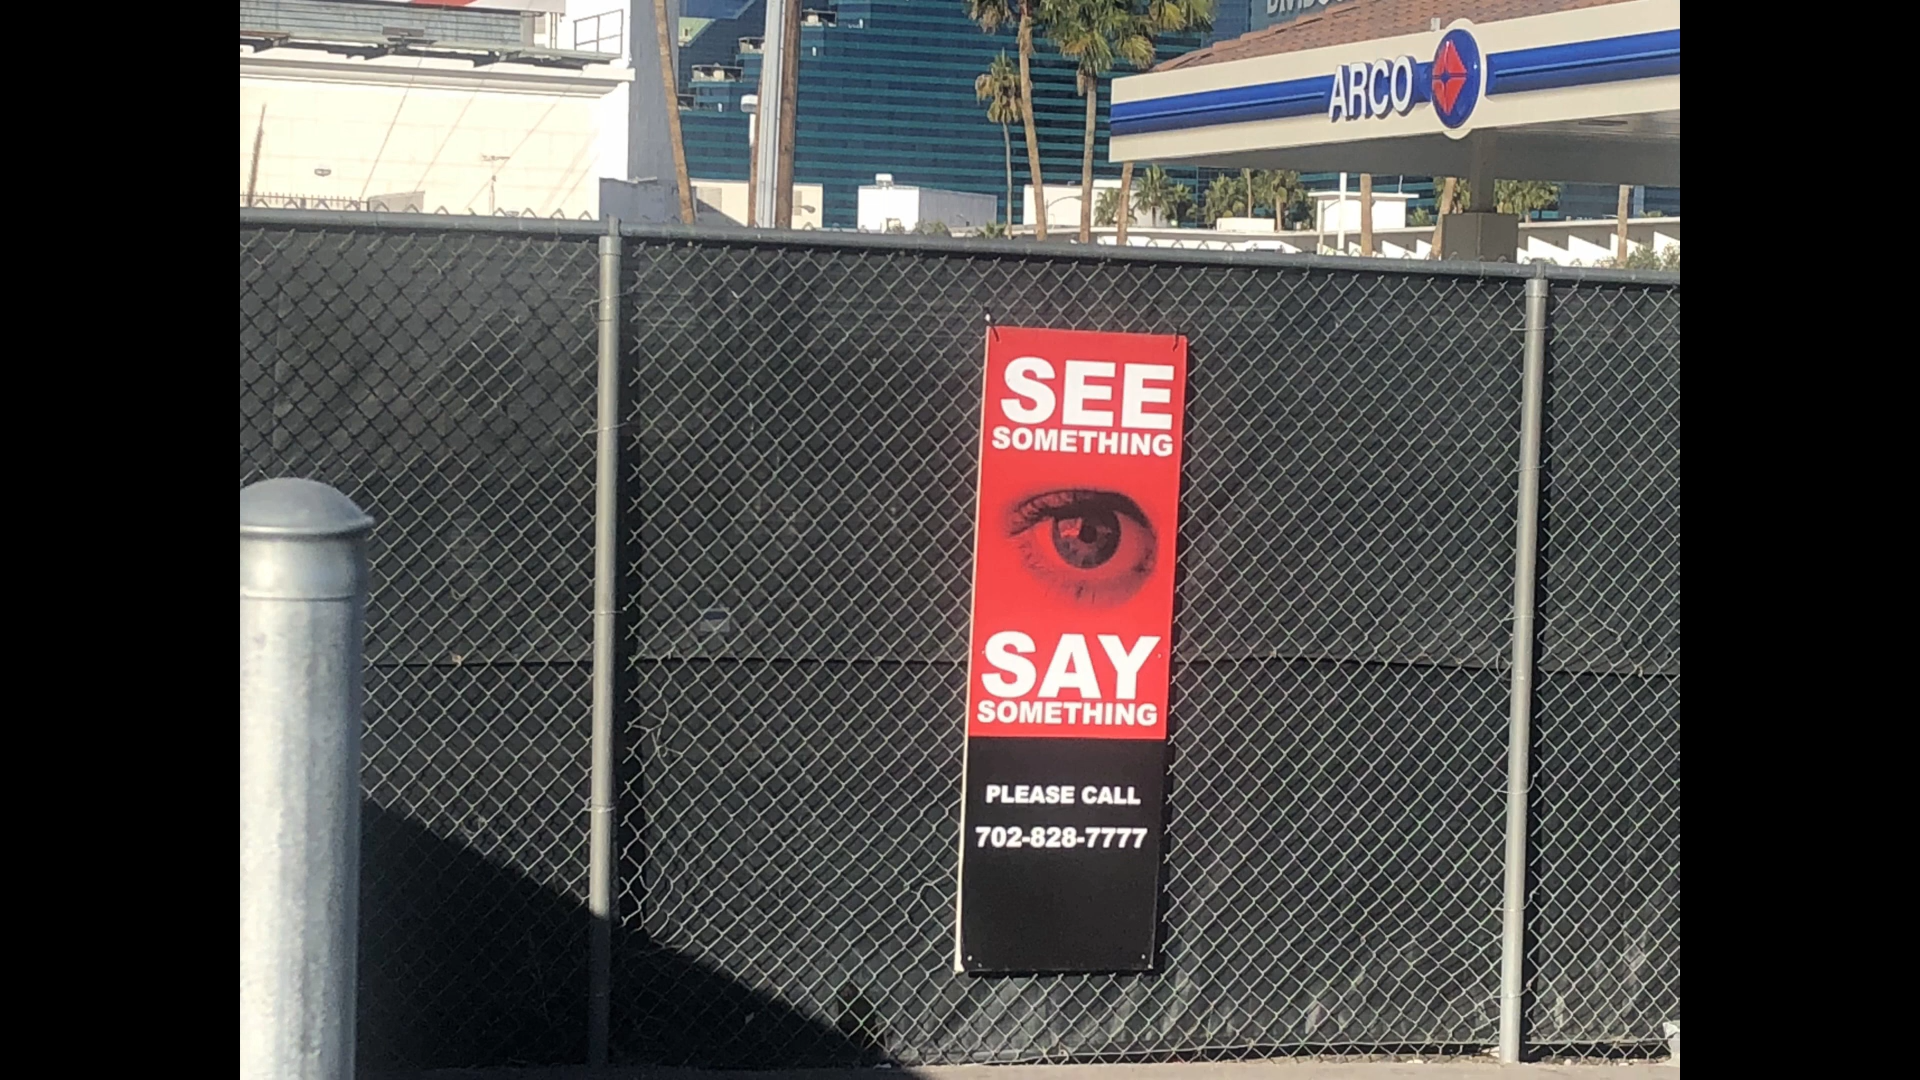 ARCO
SEE
SOMETHING
SAY
SOMETHING
PLEASE CALL
702-828-7777